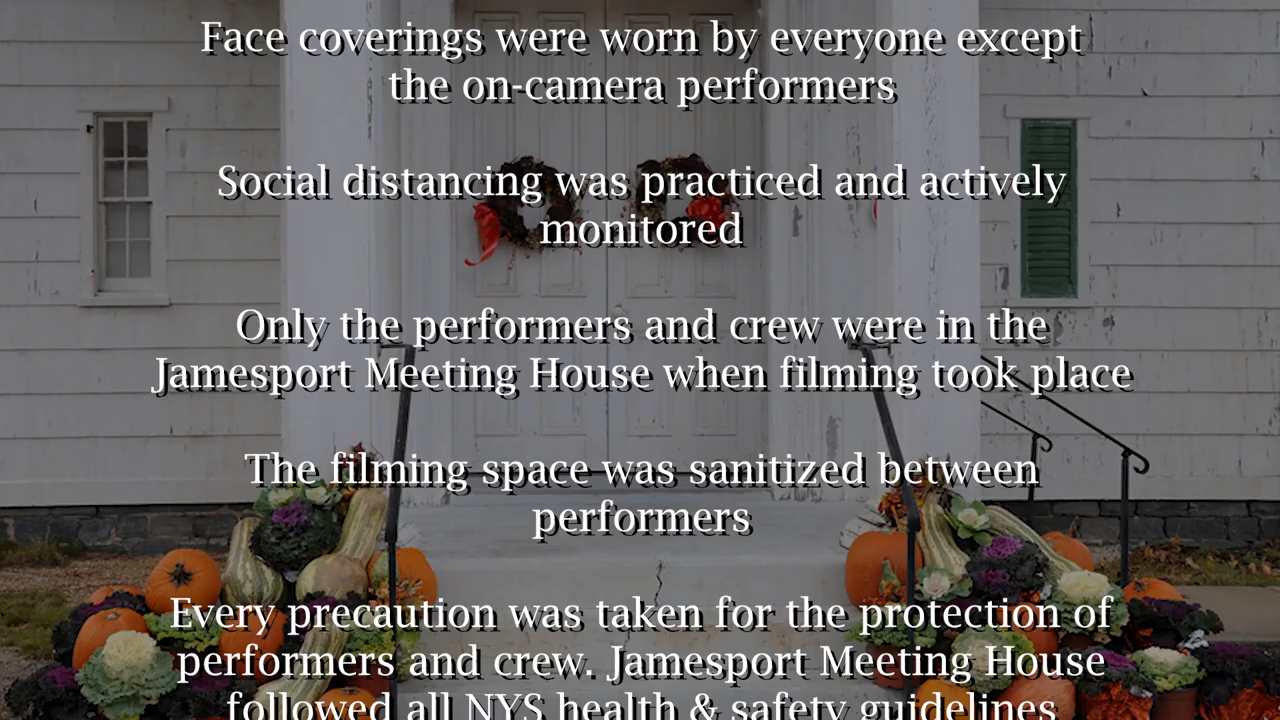 Face coverings were worn by everyone except
the on-camera performers
Social distancing was practiced and actively
monitored
Only the performers and crew were in the
Jamesport Meeting House when filming took place
The filming space was sanitized between
performers
Every precaution was taken for the protection of
performers and crew. Jamesport Meeting House
followed all NYS health & safety guidelines